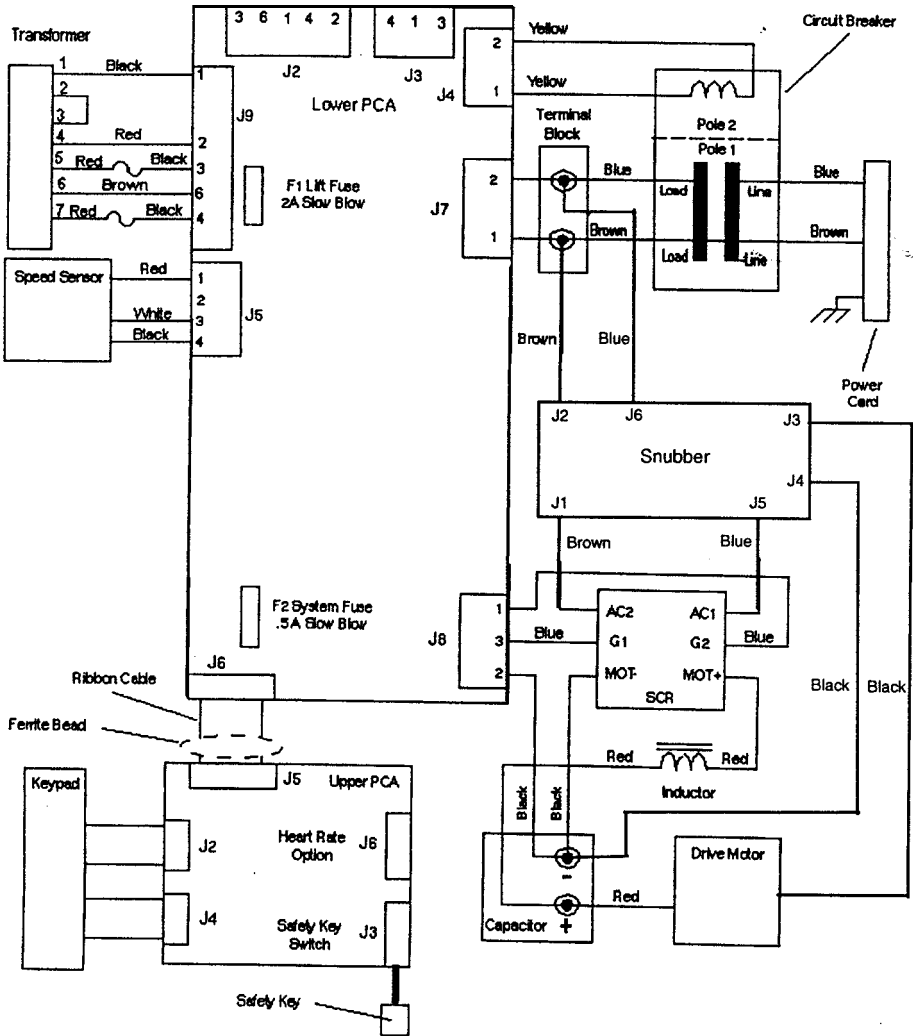 3 6 1 4 2
4 1 3
J2
J3
2
1
J4
Yellow
Yellow
Circuit Breaker
Transformer
1
2
3
4
5
6
7
Black
Red
Red
Black
Brown
Red
Black
1
2
3
6
4
J9
Lower PCA
F1 Lift Fuse
2A Slow Blow
Terminal
Block
Pole 2
Pole 1
2
1
J7
Blue
Brown
Load
Line
Load
Line
Blue
Brown
Speed Sensor
Red
White
Black
1
2
3
4
J5
Brown
Blue
Power
Cord
J2
J6
J3
Snubber
J4
J1
J5
Brown
Blue
F2 System Fuse
.5A Slow Blow
J8
1
3
2
Blue
AC2
AC1
G1
G2
MOT-
MOT+
SCR
Blue
Black
Black
J6
Ribbon Cable
Ferrite Bead
J5
Upper PCA
Keypad
J2
J4
Heart Rate
Option
J6
Safely Key
Switch
J3
Safely Key
Red
Red
Inductor
Black
Black
-
+
Capacitor
Red
Drive Motor